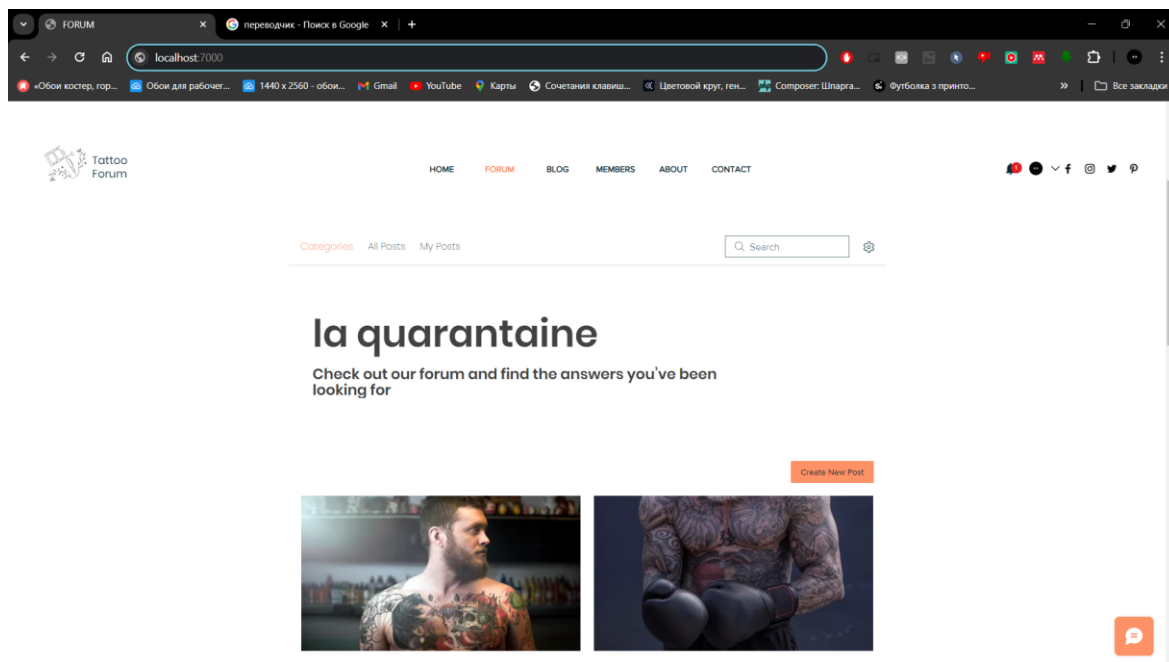 FORUM
переводчик - Поиск в Google
localhost:7000
«Обои костер, гор...
Обои для рабочег...
1440 x 2560 - обои...
Gmail
YouTube
Карты
Сочетания клавиш...
Цветовой круг, ген...
Composer: Шпарга...
Футболка з принто...
Все закладки
Tattoo
Forum
HOME
FORUM
BLOG
MEMBERS
ABOUT
CONTACT
Categories
All Posts
My Posts
Search
la quarantaine
Check out our forum and find the answers you've been
looking for
Create New Post